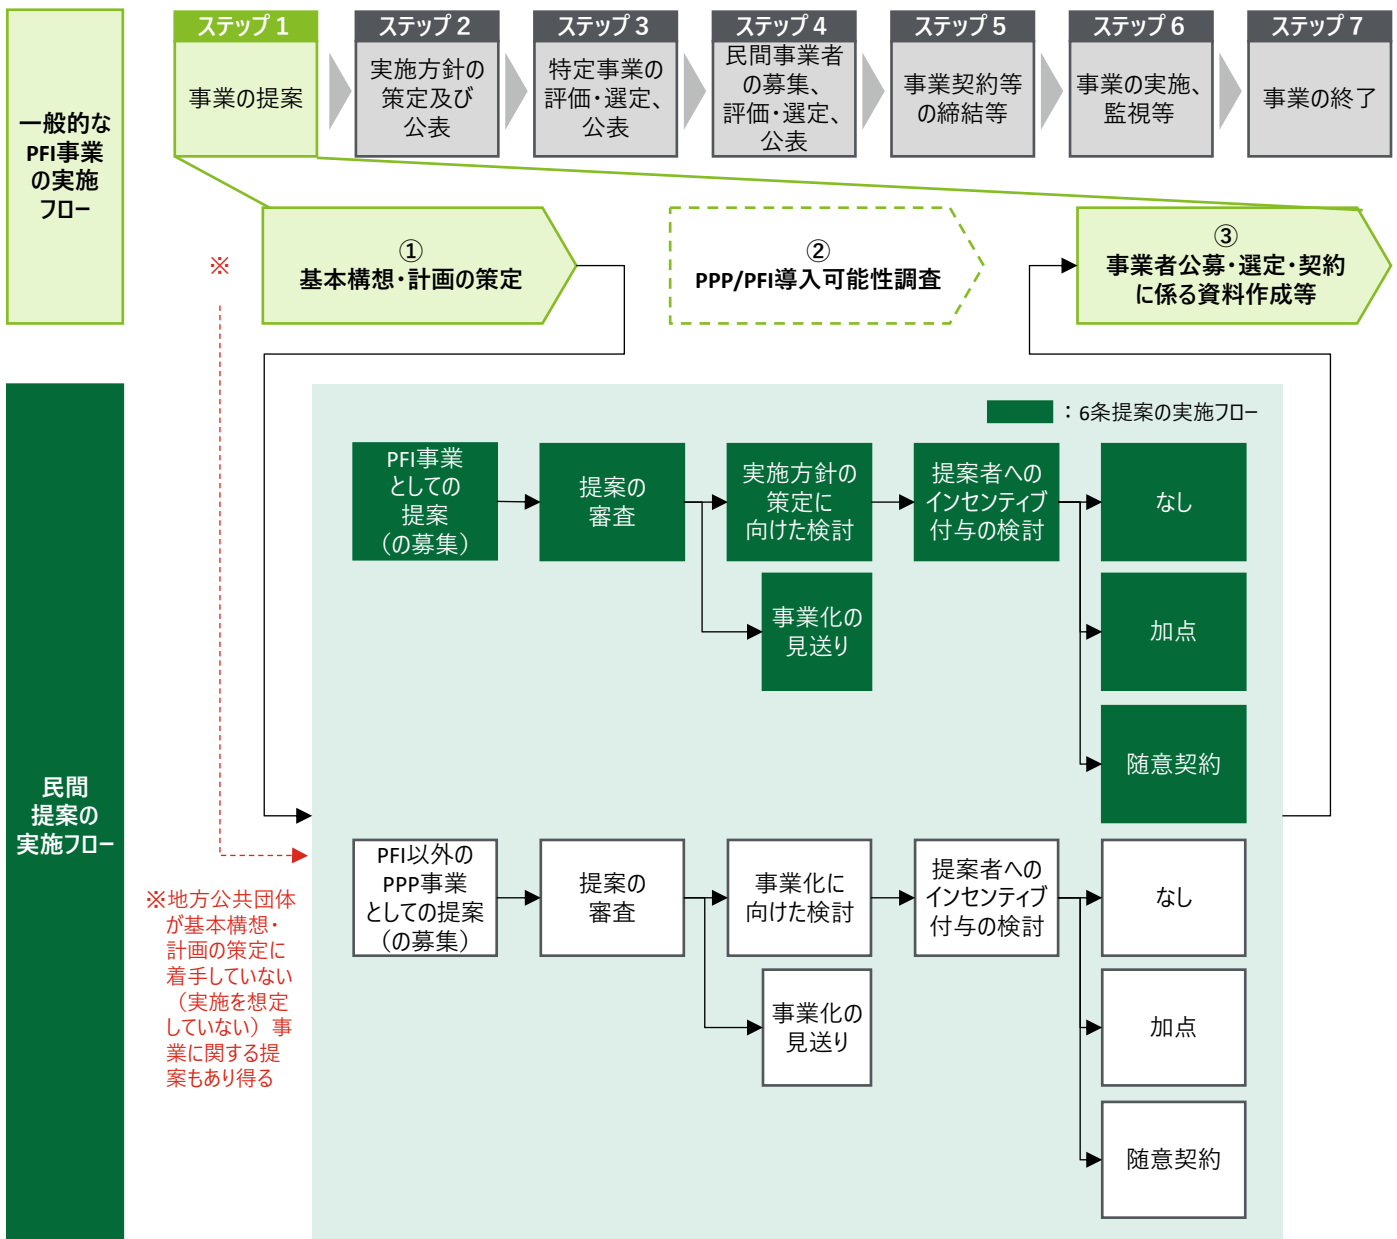 一般的な
PFI事業
の実施
フロー
ステップ 1
事業の提案
ステップ 2
実施方針の
策定及び
公表
ステップ 3
特定事業の
評価・選定、
公表
ステップ 4
民間事業者
の募集、
評価・選定、
公表
ステップ 5
事業契約等
の締結等
ステップ 6
事業の実施、
監視等
ステップ 7
事業の終了
※
①
基本構想・計画の策定
②
PPP/PFI導入可能性調査
③
事業者公募・選定・契約
に係る資料作成等
民間
提案の
実施フロー
：6条提案の実施フロー
PFI事業
としての
提案
（の募集）
提案の
審査
実施方針の
策定に
向けた検討
事業化の
見送り
提案者への
インセンティブ
付与の検討
なし
加点
随意契約
PFI以外の
PPP事業
としての提案
（の募集）
提案の
審査
事業化に
向けた検討
事業化の
見送り
提案者への
インセンティブ
付与の検討
なし
加点
随意契約
※地方公共団体
が基本構想・
計画の策定に
着手していない
（実施を想定
していない）事
業に関する提
案もあり得る